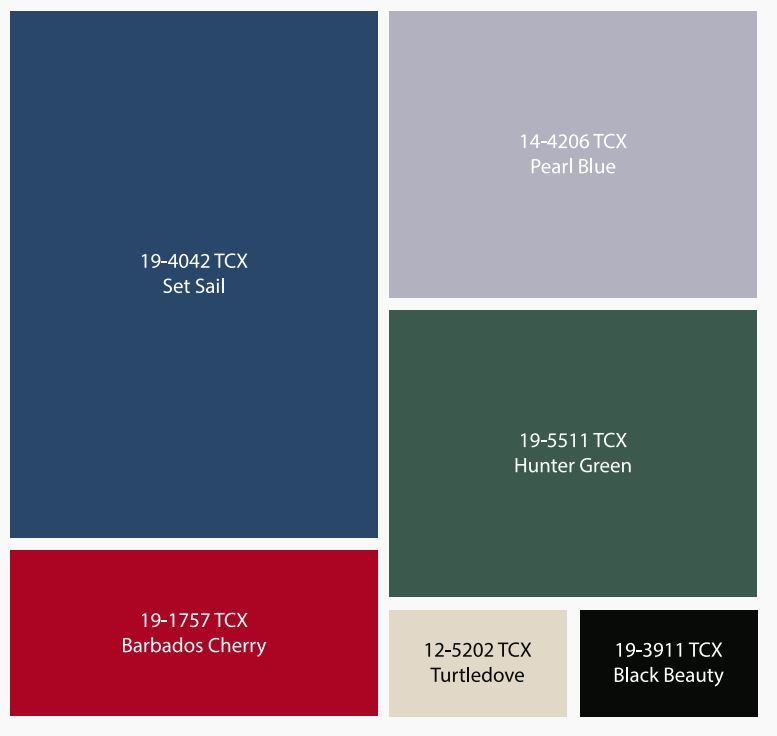 19-4042 TCX
Set Sail
14-4206 TCX
Pearl Blue
19-5511 TCX
Hunter Green
19-1757 TCX
Barbados Cherry
12-5202 TCX
Turtledove
19-3911 TCX
Black Beauty